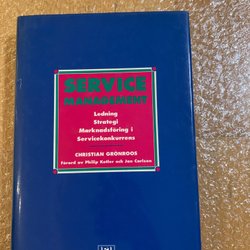 SERVICE
MANAGEMENT
Ledning
Strategi
Marknadsföring i
Servicekonkurrens
CHRISTIAN GRÖNROOS
Förord av Philip Kotler och Jan Carlzon